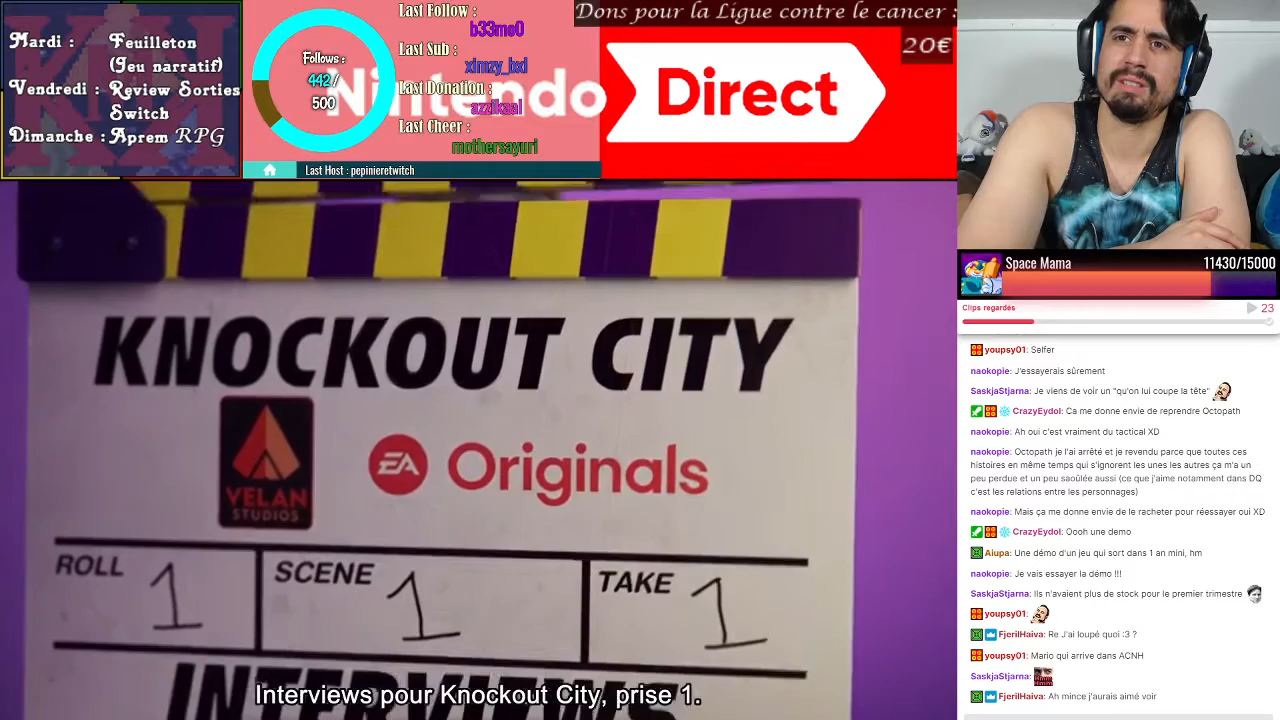 Mardi : Feuilleton
(Jeu narratif)
Vendredi : Review Sorties
Switch
Dimanche : Aprem RPG
Follows :
442 /
500
Last Follow :
b33mo0
Last Sub :
Last Donation :
azzikaal
Last Cheer :
mothersayuri
Last Host : pepinieretwitch
Nintendo
Direct
Dons pour la Ligue contre le cancer :
20€
Space Mama 11430/15000
Clips regardés 23
KNOCKOUT CITY
VELAN
STUDIOS
EA Originals
ROLL 1
SCENE 1
TAKE 1
INTERVIEWS
Interviews pour Knockout City, prise 1.
youpsy01: Selfer
naokopie: J'essayerais sûrement
SaskjaStjarna: Je viens de voir un "qu'on lui coupe la tête"
CrazyEydol: Ca me donne envie de reprendre Octopath
naokopie: Ah oui c'est vraiment du tactical XD
naokopie: Octopath je l'ai arrêté et je revendu parce que toutes ces
histoires en même temps qui s'ignorent les unes les autres ça m'a un
peu perdue et un peu saoûlée aussi (ce que j'aime notamment dans DQ
c'est les relations entre les personnages)
naokopie: Mais ça me donne envie de le racheter pour réessayer oui XD
CrazyEydol: Oooh une demo
Aiupa: Une démo d'un jeu qui sort dans 1 an mini, hm
naokopie: Je vais essayer la démo !!!
SaskjaStjarna: Ils n'avaient plus de stock pour le premier trimestre
youpsy01:
FjerilHaiva: Re J'ai loupé quoi :3 ?
youpsy01: Mario qui arrive dans ACNH
SaskjaStjarna:
FjerilHaiva: Ah mince j'aurais aimé voir